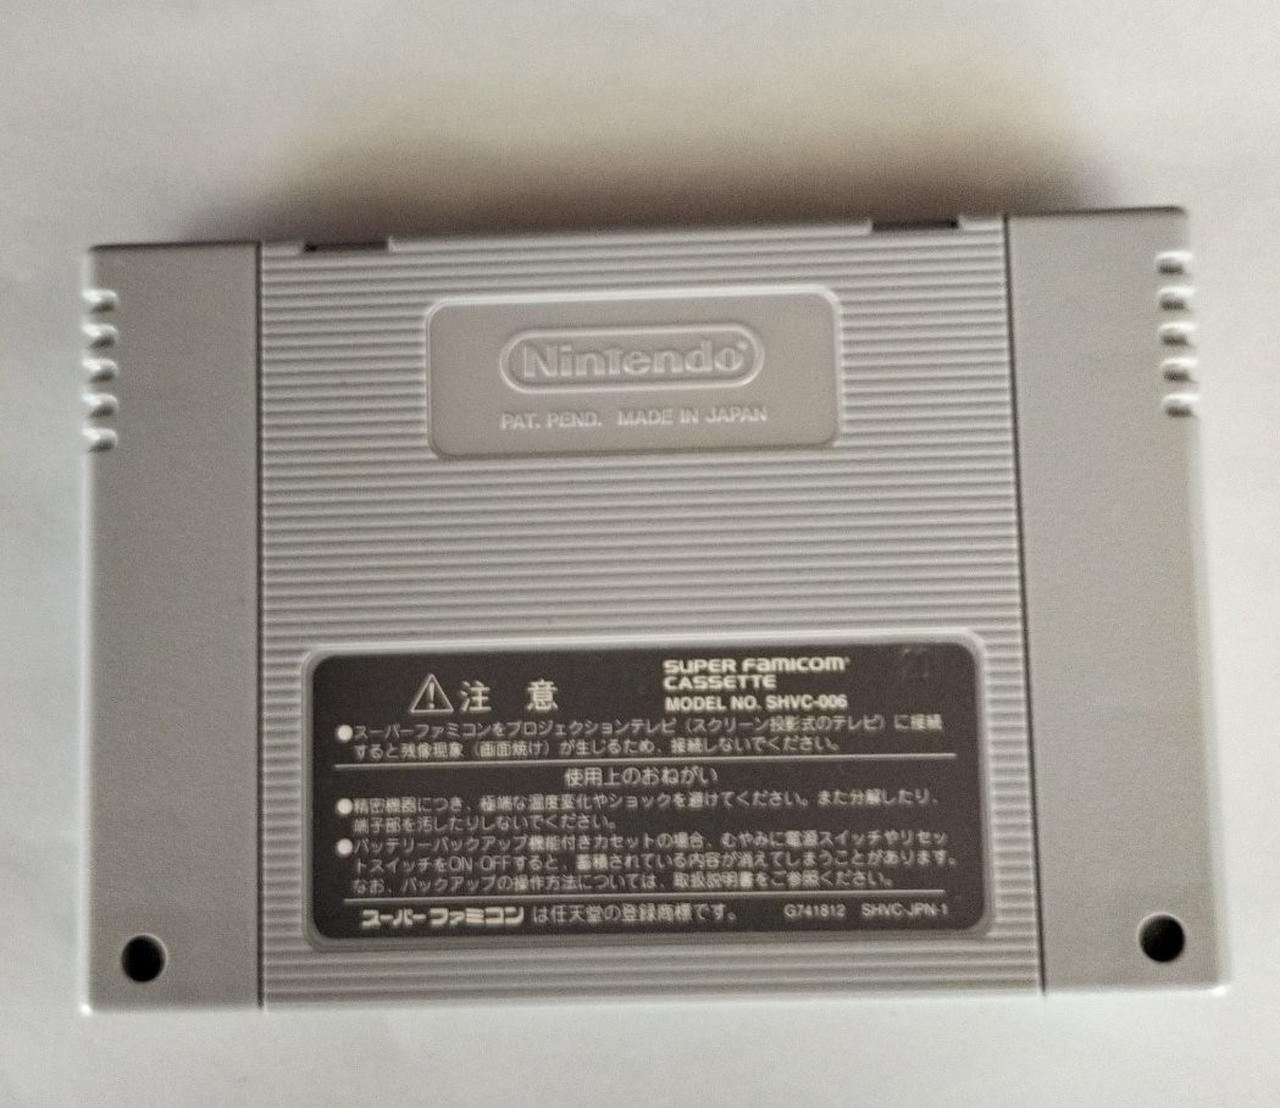 Nintendo®
PAT. PEND. MADE IN JAPAN
注 意
SUPER FAMICOM®
CASSETTE
MODEL NO. SHVC-006
●スーパーファミコンをプロジェクションテレビ（スクリーン投影式のテレビ）に接続
すると残像現象（画面焼け）が生じるため、接続しないでください。
使用上のおねがい
●精密機器につき、極端な温度変化やショックを避けてください。また分解したり、
端子部を汚したりしないでください。
●バッテリーバックアップ機能付きカセットの場合、むやみに電源スイッチやリセッ
トスイッチをON-OFFすると、蓄積されている内容が消えてしまうことがあります。
なお、バックアップの操作方法については、取扱説明書をご参照ください。
スーパーファミコンは任天堂の登録商標です。 G741812 SHVC-JPN-1